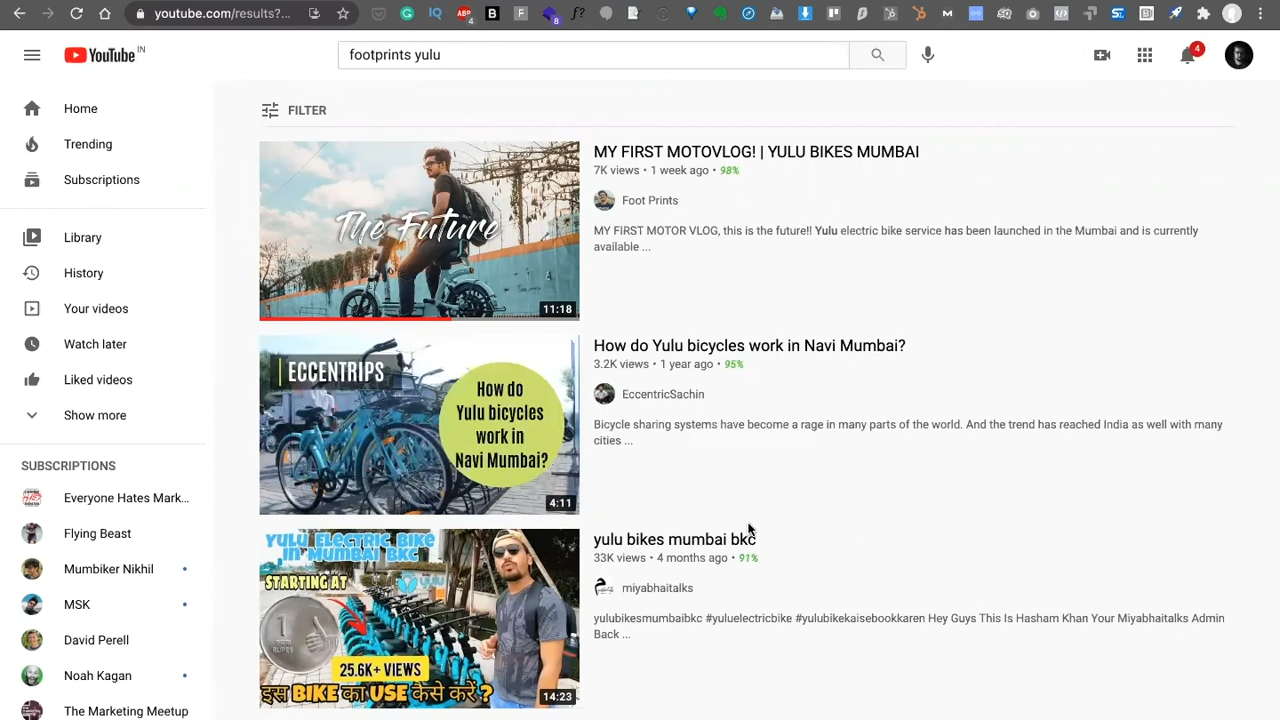 youtube.com/results?...
YouTube IN
footprints yulu
4
8
4
Home
Trending
Subscriptions
Library
History
Your videos
Watch later
Liked videos
Show more
SUBSCRIPTIONS
Everyone Hates Mark...
Flying Beast
Mumbiker Nikhil
MSK
David Perell
Noah Kagan
The Marketing Meetup
FILTER
The Future
11:18
MY FIRST MOTOVLOG! | YULU BIKES MUMBAI
7K views • 1 week ago • 98%
Foot Prints
MY FIRST MOTOR VLOG, this is the future!! Yulu electric bike service has been launched in the Mumbai and is currently
available ...
ECCENTRIPS
How do
Yulu bicycles
work in
Navi Mumbai?
4:11
How do Yulu bicycles work in Navi Mumbai?
3.2K views • 1 year ago • 95%
EccentricSachin
Bicycle sharing systems have become a rage in many parts of the world. And the trend has reached India as well with many
cities ...
YULU ELECTRIC BIKE
IN MUMBAI BKC
STARTING AT
yulu
1
RUPEES
25.6K+ VIEWS
इस BIKE का USE कैसे करें ?
14:23
yulu bikes mumbai bkc
33K views • 4 months ago • 91%
miyabhaitalks
yulubikesmumbaibkc #yuluelectricbike #yulubikekaisebookkaren Hey Guys This Is Hasham Khan Your Miyabhaitalks Admin
Back ...